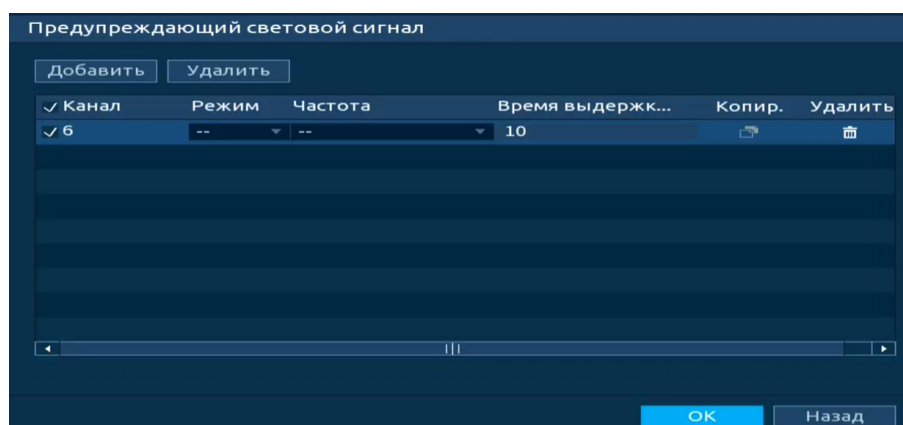 Предупреждающий световой сигнал
Добавить Удалить
Канал Режим Частота Время выдержк... Копир. Удалить
6 -- -- 10
OK Назад